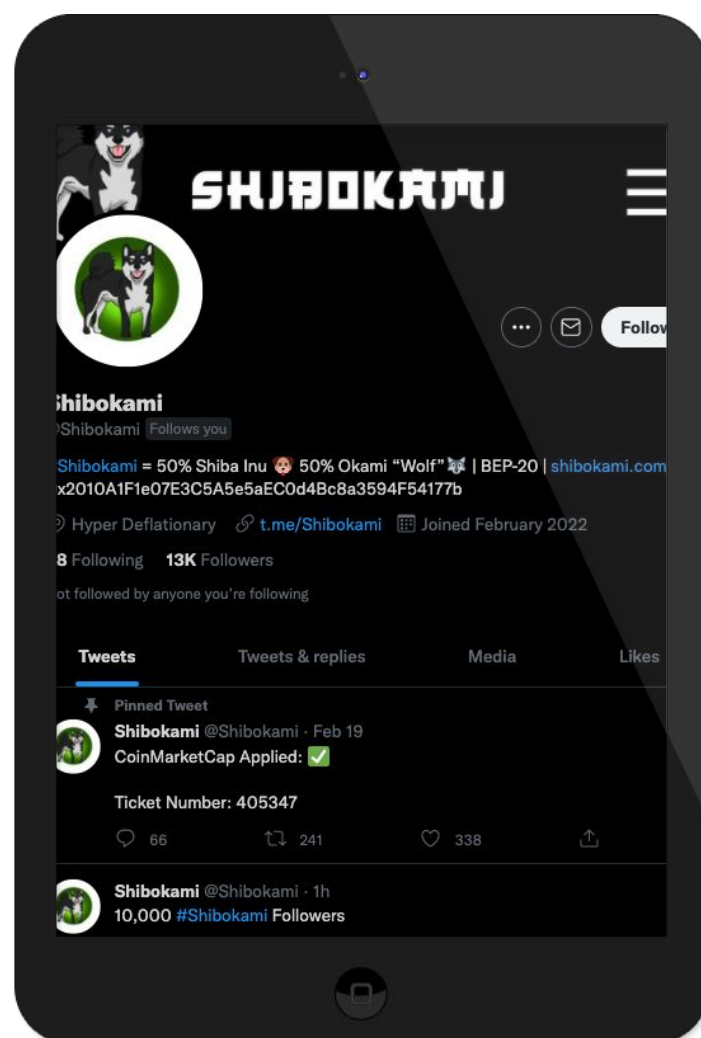 SHIBOKAMI
Follow
Shibokami
@Shibokami Follows you
#Shibokami = 50% Shiba Inu 🐶 50% Okami “Wolf”🐺 | BEP-20 | shibokami.com
x2010A1F1e07E3C5A5e5aEC0d4Bc8a3594F54177b
Hyper Deflationary t.me/Shibokami Joined February 2022
8 Following 13K Followers
ot followed by anyone you're following
Tweets Tweets & replies Media Likes
Pinned Tweet
Shibokami @Shibokami · Feb 19
CoinMarketCap Applied: ✅
Ticket Number: 405347
66 241 338
Shibokami @Shibokami · 1h
10,000 #Shibokami Followers